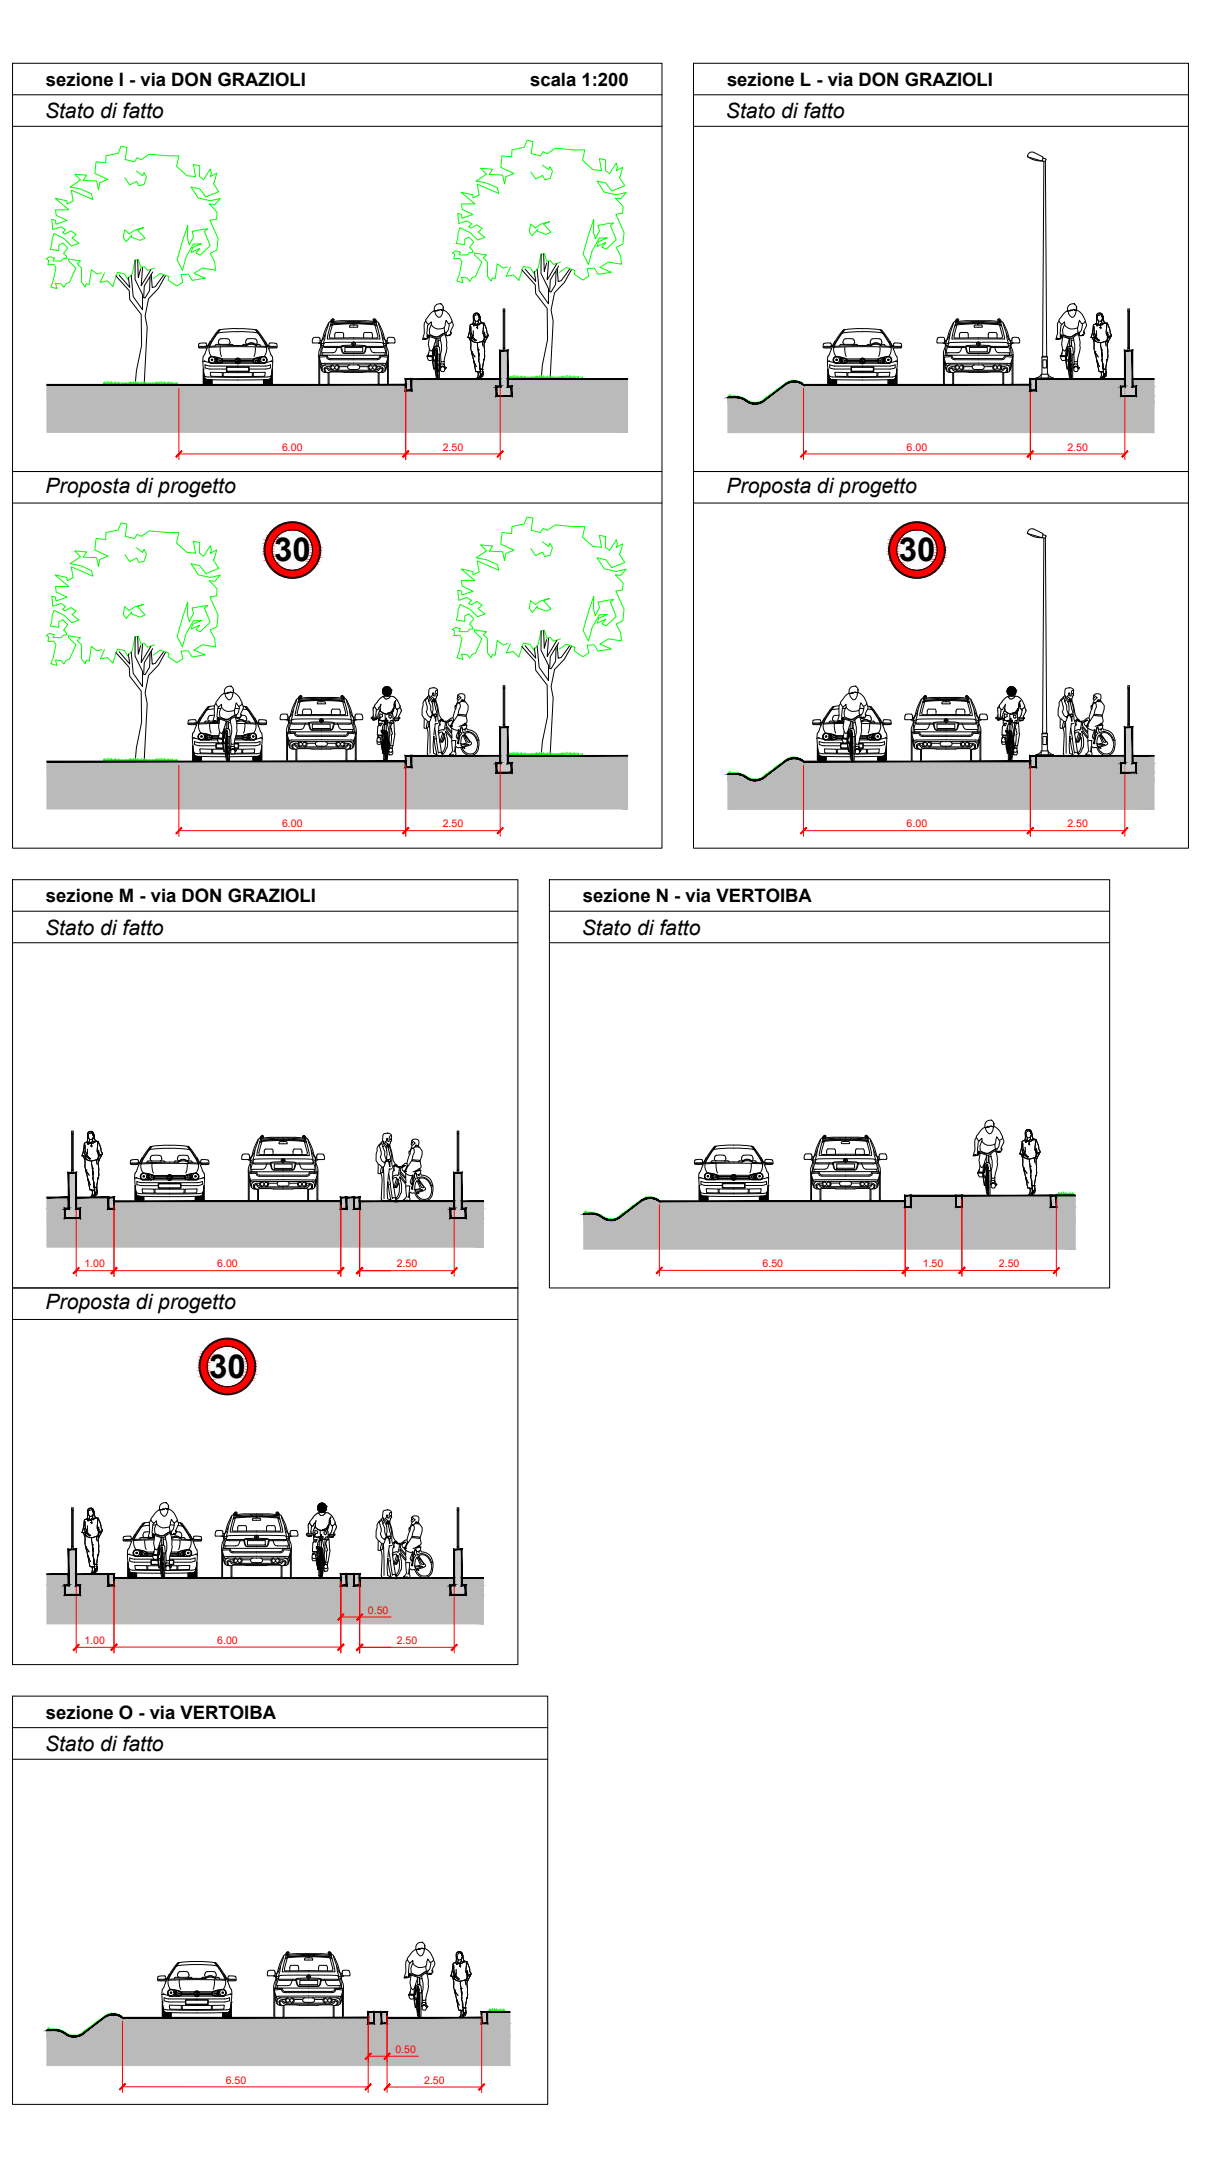 sezione I - via DON GRAZIOLI scala 1:200
Stato di fatto
6.00 2.50
Proposta di progetto
30
6.00 2.50
sezione L - via DON GRAZIOLI
Stato di fatto
6.00 2.50
Proposta di progetto
30
6.00 2.50
sezione M - via DON GRAZIOLI
Stato di fatto
1.00 6.00 2.50
Proposta di progetto
30
0.50
1.00 6.00 2.50
sezione N - via VERTOIBA
Stato di fatto
6.50 1.50 2.50
sezione O - via VERTOIBA
Stato di fatto
0.50
6.50 2.50